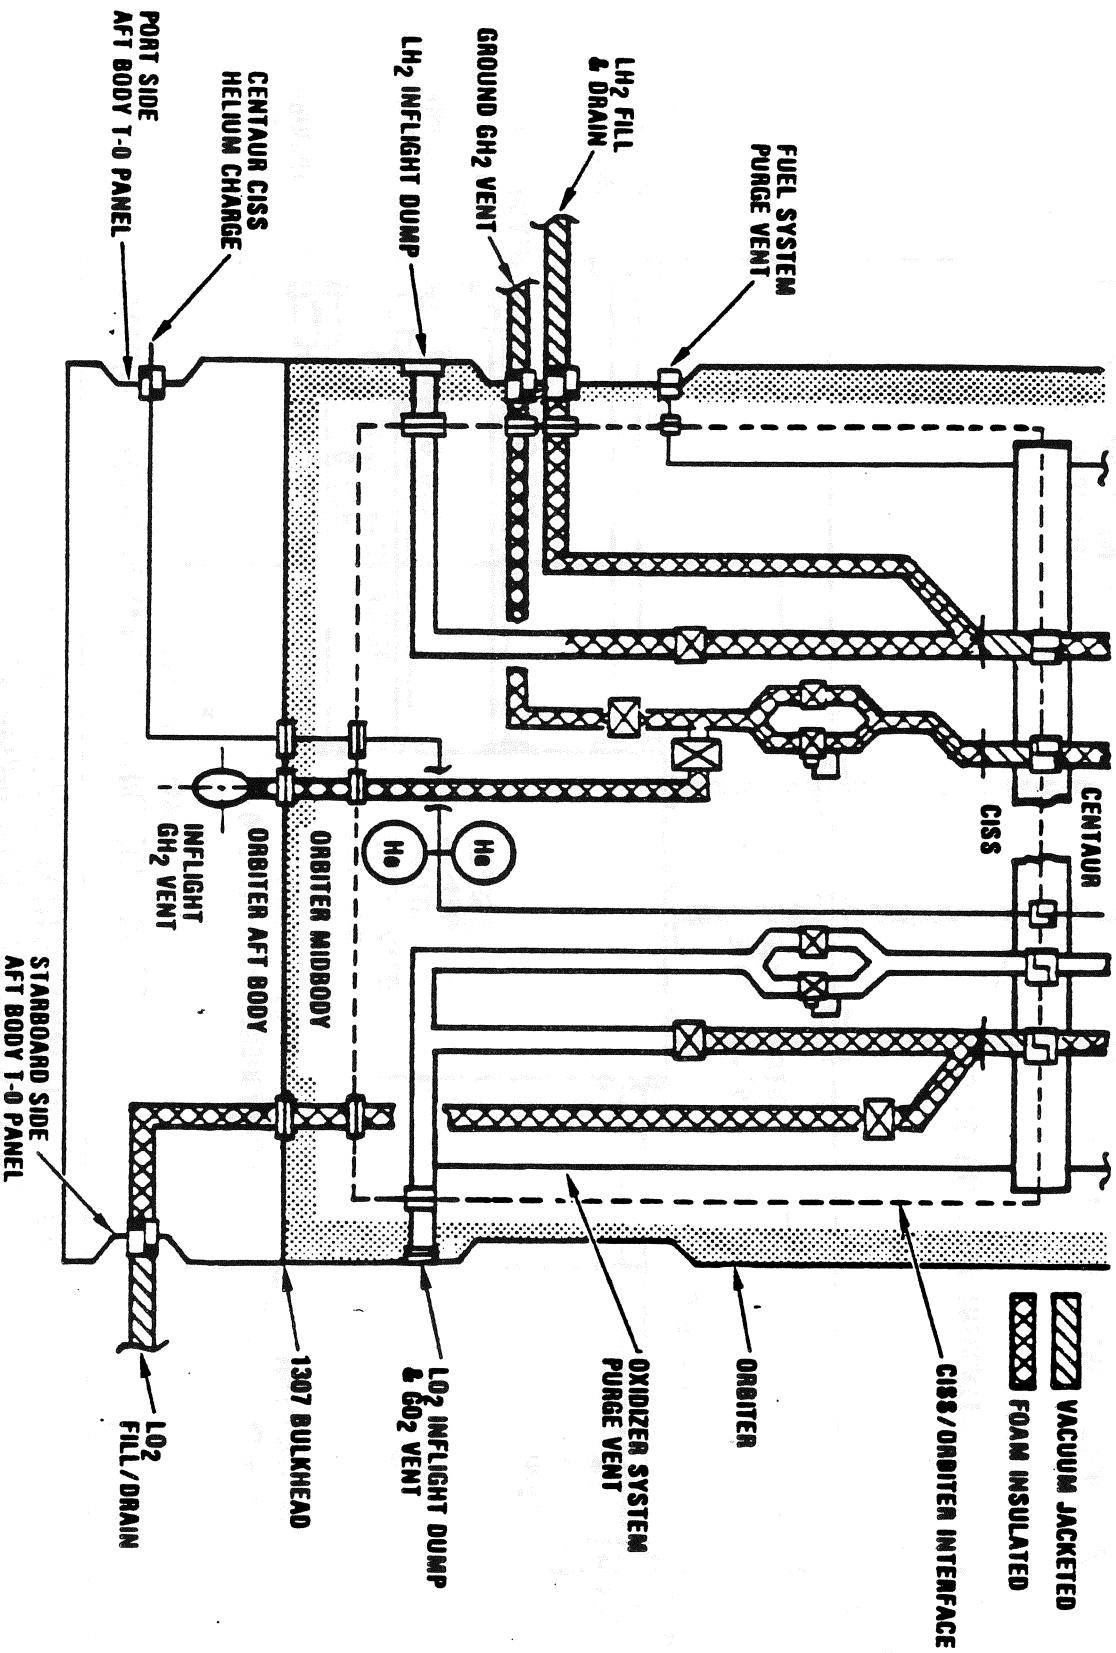 VACUUM JACKETED
FOAM INSULATED
CISS/ORBITER INTERFACE
ORBITER
OXIDIZER SYSTEM
PURGE VENT
LO2 INFLIGHT DUMP
& GO2 VENT
1307 BULKHEAD
LO2
FILL/DRAIN
CENTAUR
CISS
He
He
ORBITER MIDBODY
ORBITER AFT BODY
INFLIGHT
GH2 VENT
STARBOARD SIDE
AFT BODY T-0 PANEL
FUEL SYSTEM
PURGE VENT
LH2 FILL
& DRAIN
GROUND GH2 VENT
LH2 INFLIGHT DUMP
CENTAUR CISS
HELIUM CHARGE
PORT SIDE
AFT BODY T-0 PANEL